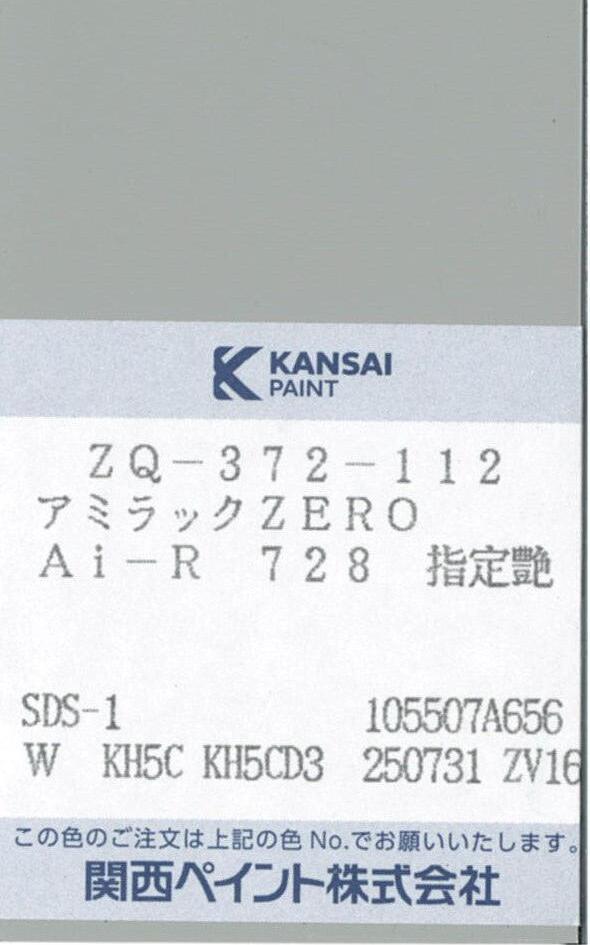 KANSAI
PAINT
ZQ-372-112
アミラックZERO
Ai-R 728 指定艶
SDS-1 105507A656
W KH5C KH5CD3 250731 ZV16
この色のご注文は上記の色No.でお願いいたします。
関西ペイント株式会社